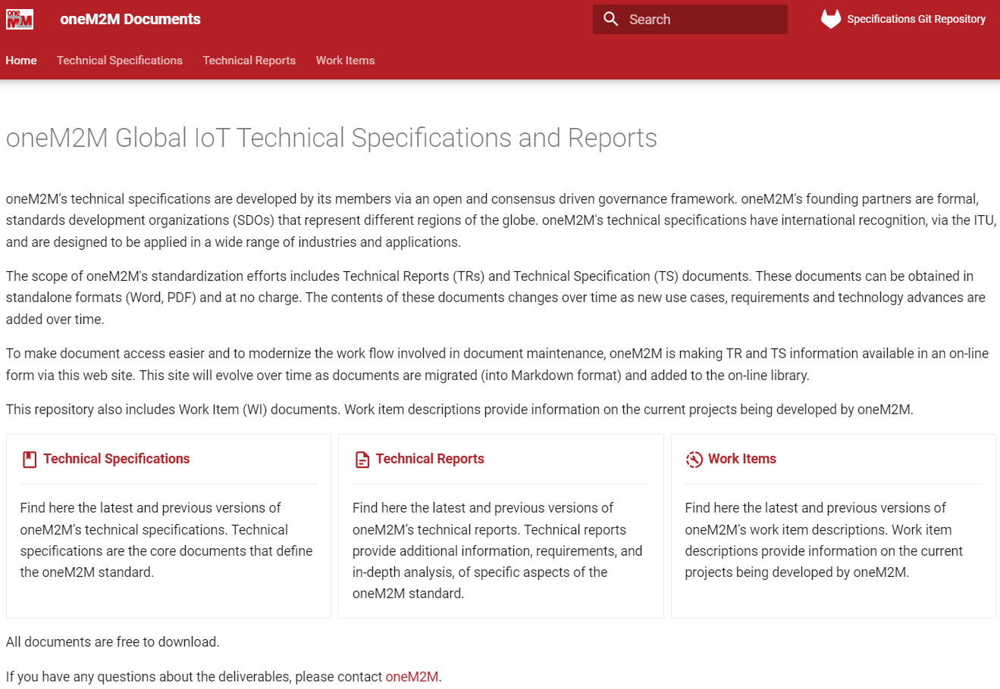 one
M2M
oneM2M Documents
Search
Specifications Git Repository
Home
Technical Specifications
Technical Reports
Work Items
oneM2M Global IoT Technical Specifications and Reports
oneM2M’s technical specifications are developed by its members via an open and consensus driven governance framework. oneM2M's founding partners are formal,
standards development organizations (SDOs) that represent different regions of the globe. oneM2M's technical specifications have international recognition, via the ITU,
and are designed to be applied in a wide range of industries and applications.
The scope of oneM2M's standardization efforts includes Technical Reports (TRs) and Technical Specification (TS) documents. These documents can be obtained in
standalone formats (Word, PDF) and at no charge. The contents of these documents changes over time as new use cases, requirements and technology advances are
added over time.
To make document access easier and to modernize the work flow involved in document maintenance, oneM2M is making TR and TS information available in an on-line
form via this web site. This site will evolve over time as documents are migrated (into Markdown format) and added to the on-line library.
This repository also includes Work Item (WI) documents. Work item descriptions provide information on the current projects being developed by oneM2M.
Technical Specifications
Find here the latest and previous versions of
oneM2M’s technical specifications. Technical
specifications are the core documents that define
the oneM2M standard.
Technical Reports
Find here the latest and previous versions of
oneM2M’s technical reports. Technical reports
provide additional information, requirements, and
in-depth analysis, of specific aspects of the
oneM2M standard.
Work Items
Find here the latest and previous versions of
oneM2M’s work item descriptions. Work item
descriptions provide information on the current
projects being developed by oneM2M.
All documents are free to download.
If you have any questions about the deliverables, please contact oneM2M.